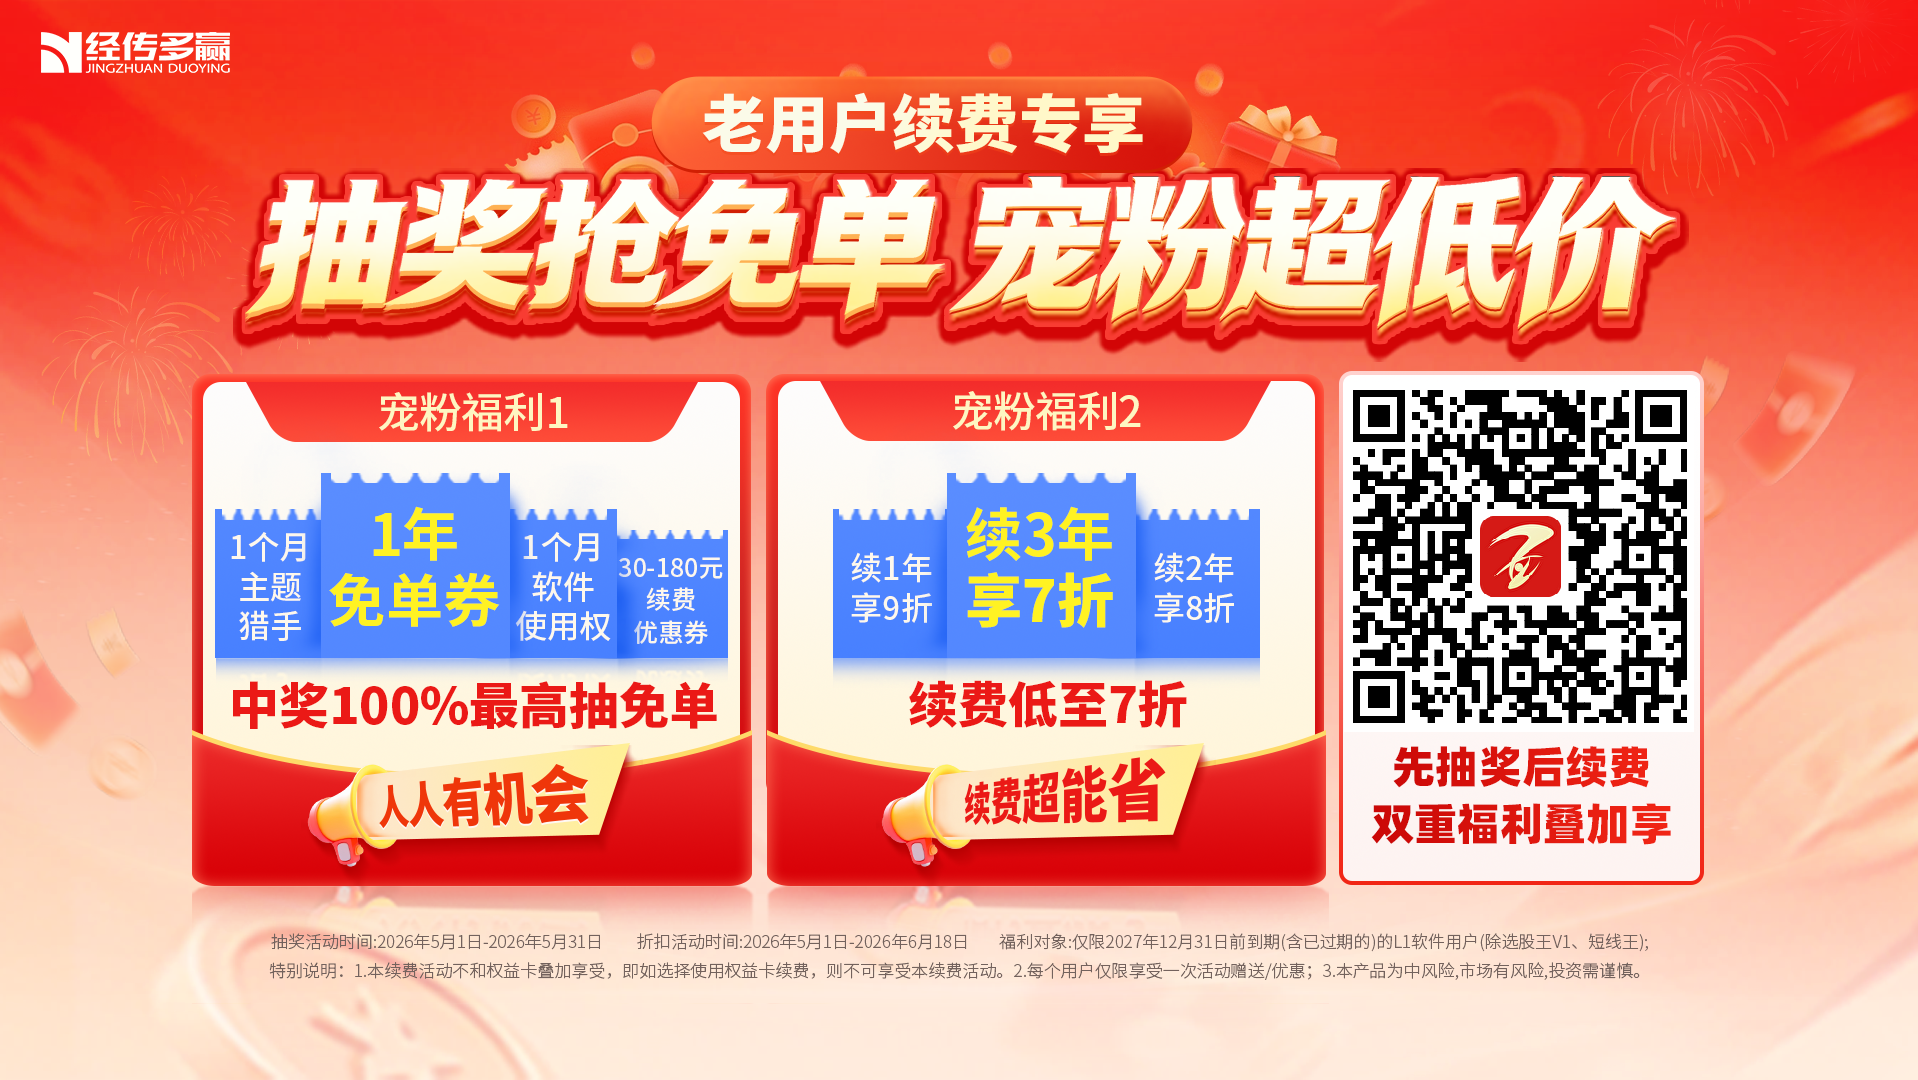 经传多赢
JINGZHUAN DUOYING
老用户续费专享
抽奖抢免单 宠粉超低价
宠粉福利1
1个月
主题
猎手
1年
免单券
1个月
软件
使用权
30-180元
续费
优惠券
中奖100%最高抽免单
人人有机会
宠粉福利2
续1年
享9折
续3年
享7折
续2年
享8折
续费低至7折
续费超能省
先抽奖后续费
双重福利叠加享
抽奖活动时间:2026年5月1日-2026年5月31日 折扣活动时间:2026年5月1日-2026年6月18日 福利对象:仅限2027年12月31日前到期(含已过期的)的L1软件用户(除选股王V1、短线王);
特别说明：1.本续费活动不和权益卡叠加享受，即如选择使用权益卡续费，则不可享受本续费活动。2.每个用户仅限享受一次活动赠送/优惠；3.本产品为中风险,市场有风险,投资需谨慎。